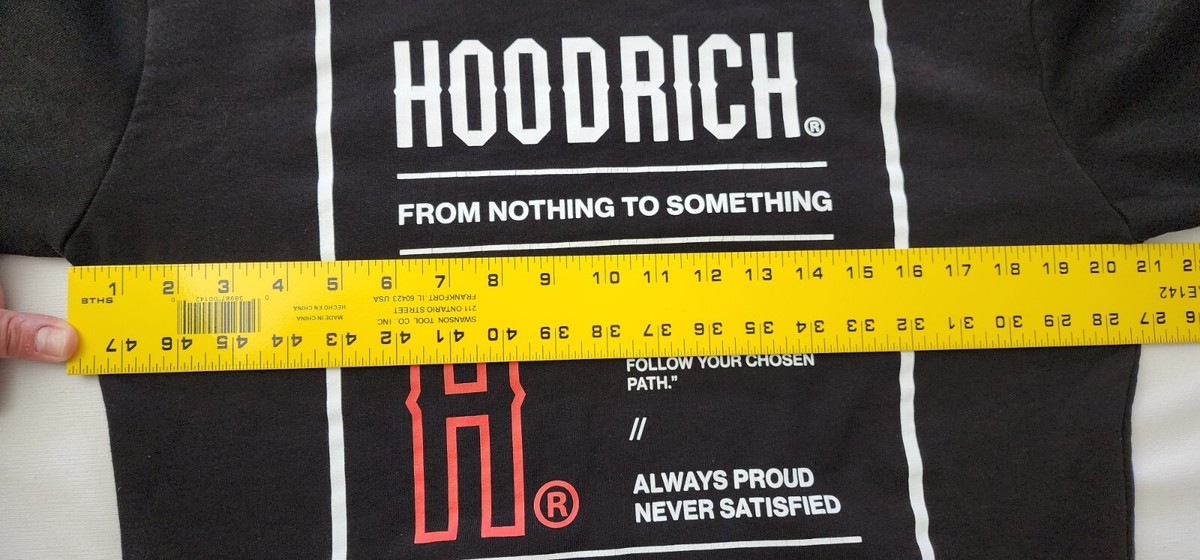 HOODRICH®
FROM NOTHING TO SOMETHING
1 2 3 4 5 6 7 8 9 10 11 12 13 14 15 16 17 18 19 20 21
8THS
38987 00142
MADE IN CHINA
HECHO EN CHINA
SWANSON TOOL CO. INC.
211 ONTARIO STREET
FRANKFORT, IL 60423 USA
AE142
47 46 45 44 43 42 41 40 39 38 37 36 35 34 33 32 31 30 29 28 27
FOLLOW YOUR CHOSEN
PATH.”
//
H®
ALWAYS PROUD
NEVER SATISFIED